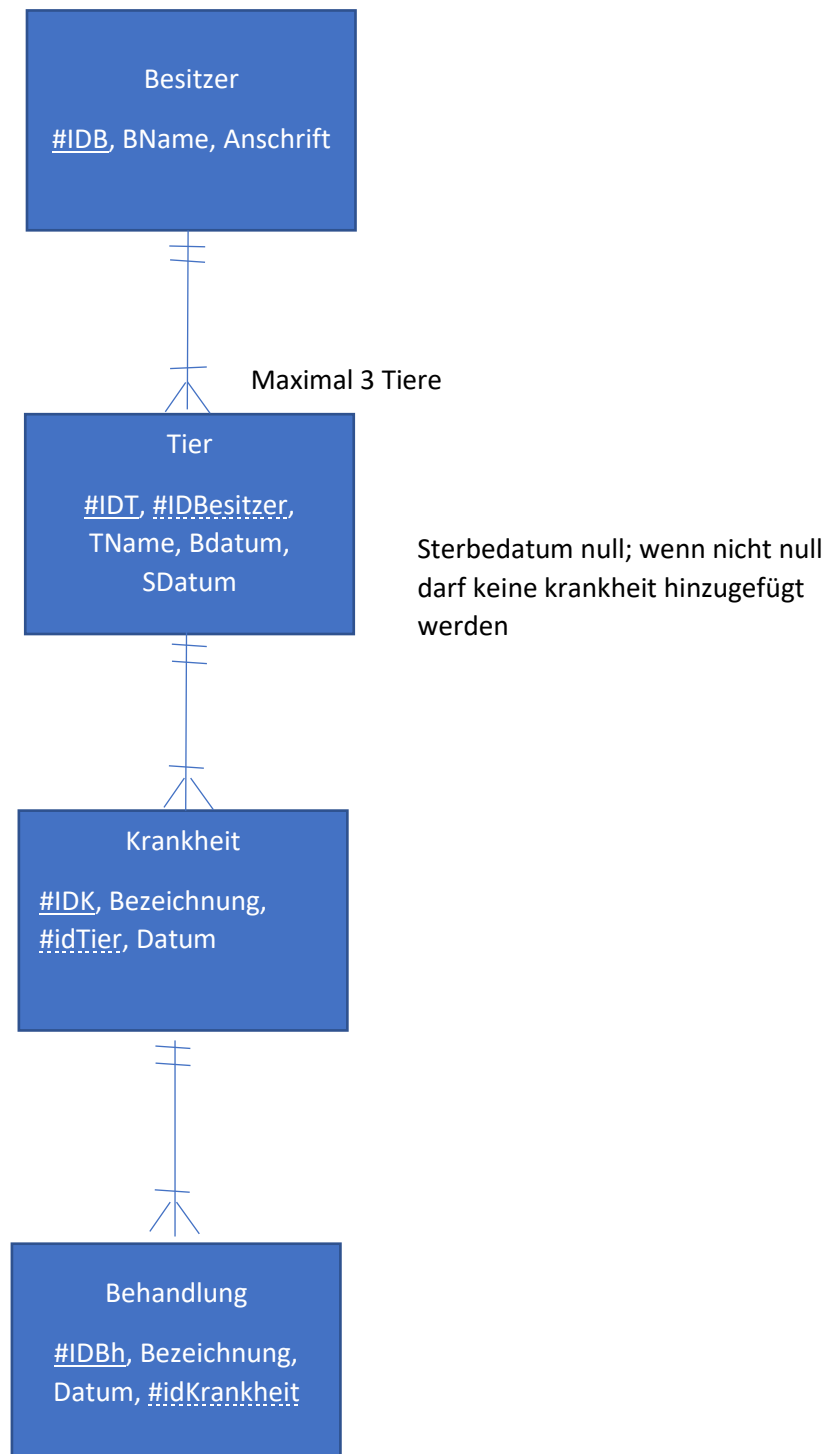 Besitzer
#IDB, BName, Anschrift
Maximal 3 Tiere
Tier
#IDT, #IDBesitzer,
TName, Bdatum,
SDatum
Sterbedatum null; wenn nicht null
darf keine krankheit hinzugefügt
werden
Krankheit
#IDK, Bezeichnung,
#idTier, Datum
Behandlung
#IDBh, Bezeichnung,
Datum, #idKrankheit